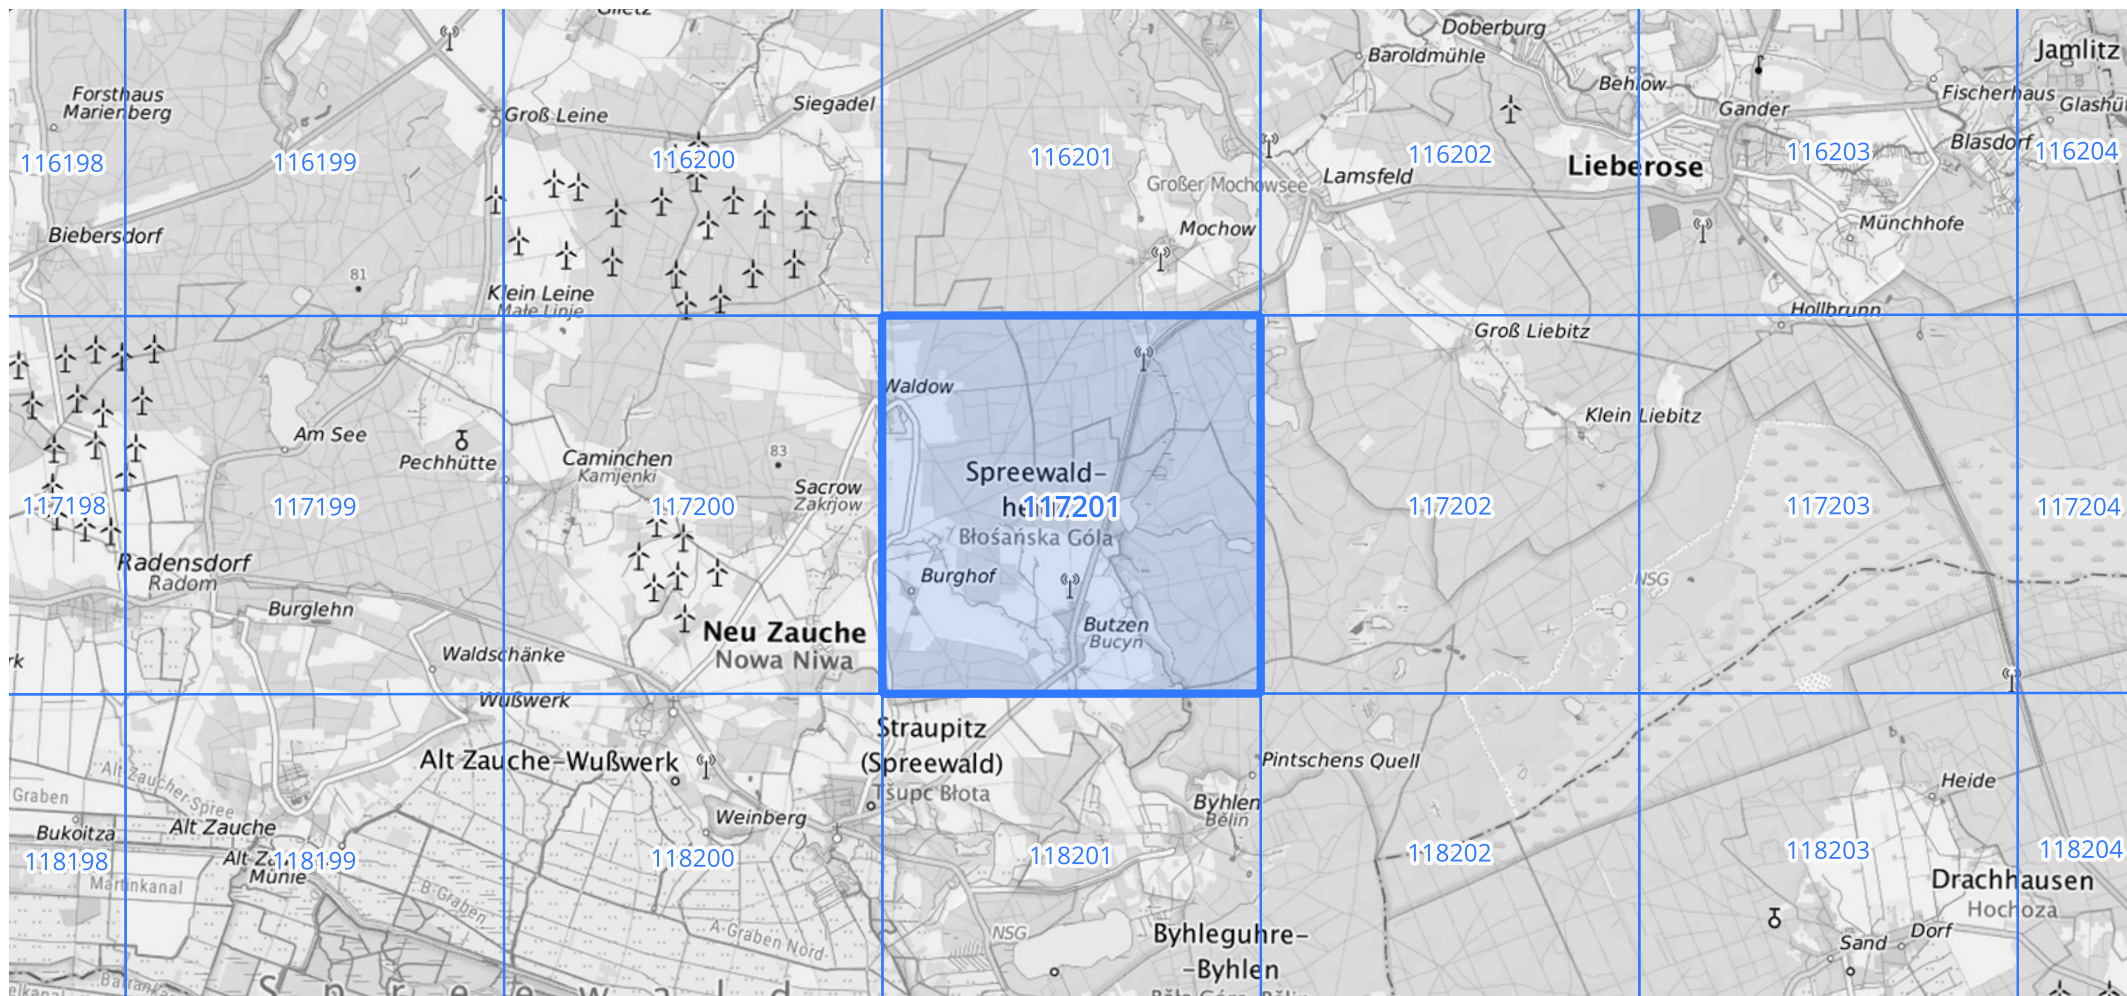 Doberburg
Baroldmühle
Jamlitz
Forsthaus
Marienberg
Groß Leine
Siegadel
Behlow
Gander
Fischerhaus
Blasdorf
116198
116199
116200
116201
116202
116203
116204
Großer Mochowsee
Lamsfeld
Lieberose
Biebersdorf
Mochow
Münchhofe
81
Klein Leine
Małe Linje
Hollbrunn
Groß Liebitz
Waldow
Klein Liebitz
Am See
Pechhütte
Caminchen
Kamjenki
83
Sacrow
Zakrjow
Spreewald-
117198
117199
117200
117201
117202
117203
117204
Błośańska Góla
Radensdorf
Radom
Burghof
NSG
Burglehn
Butzen
Bucyń
Neu Zauche
Nowa Niwa
Waldschänke
Wußwerk
Straupitz
(Spreewald)
Tšupc Błota
Alt Zauche-Wußwerk
Pintschens Quell
Alt Zaucher Spree
Graben
Heide
Byhlen
Bělin
Bukoitza
Alt Zauche
Weinberg
118198
118199
118200
118201
118202
118203
118204
Martinkanal
B-Graben
A-Graben Nord
Drachhausen
Hochoza
NSG
Byhleguhre-
-Byhlen
Sand
Dorf
S p r e e w a l d